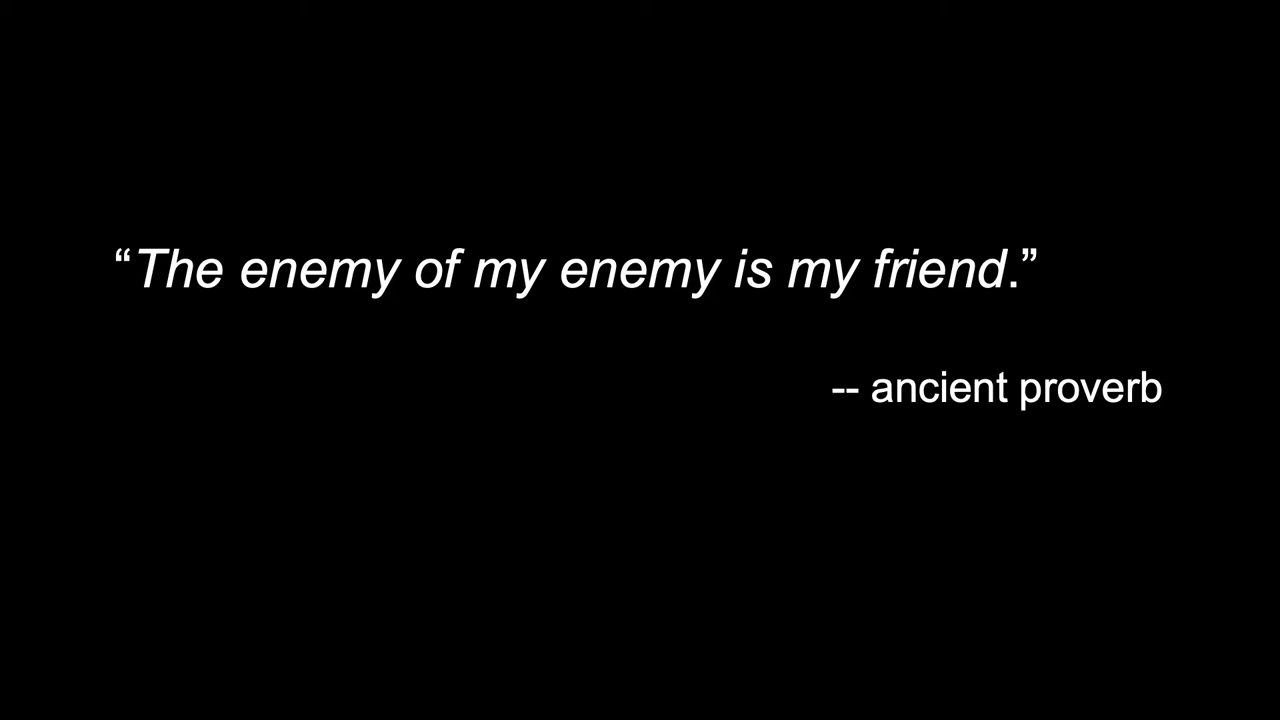 “The enemy of my enemy is my friend.”
-- ancient proverb